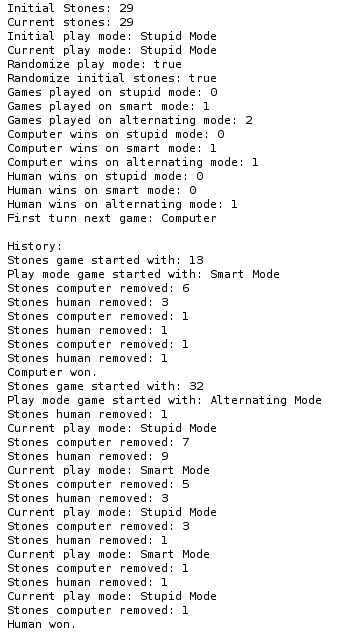 Initial Stones: 29
Current stones: 29
Initial play mode: Stupid Mode
Current play mode: Stupid Mode
Randomize play mode: true
Randomize initial stones: true
Games played on stupid mode: 0
Games played on smart mode: 1
Games played on alternating mode: 2
Computer wins on stupid mode: 0
Computer wins on smart mode: 1
Computer wins on alternating mode: 1
Human wins on stupid mode: 0
Human wins on smart mode: 0
Human wins on alternating mode: 1
First turn next game: Computer

History:
Stones game started with: 13
Play mode game started with: Smart Mode
Stones computer removed: 6
Stones human removed: 3
Stones computer removed: 1
Stones human removed: 1
Stones computer removed: 1
Stones human removed: 1
Computer won.
Stones game started with: 32
Play mode game started with: Alternating Mode
Stones human removed: 1
Current play mode: Stupid Mode
Stones computer removed: 7
Stones human removed: 9
Current play mode: Smart Mode
Stones computer removed: 5
Stones human removed: 3
Current play mode: Stupid Mode
Stones computer removed: 3
Stones human removed: 1
Current play mode: Smart Mode
Stones computer removed: 1
Stones human removed: 1
Current play mode: Stupid Mode
Stones computer removed: 1
Human won.